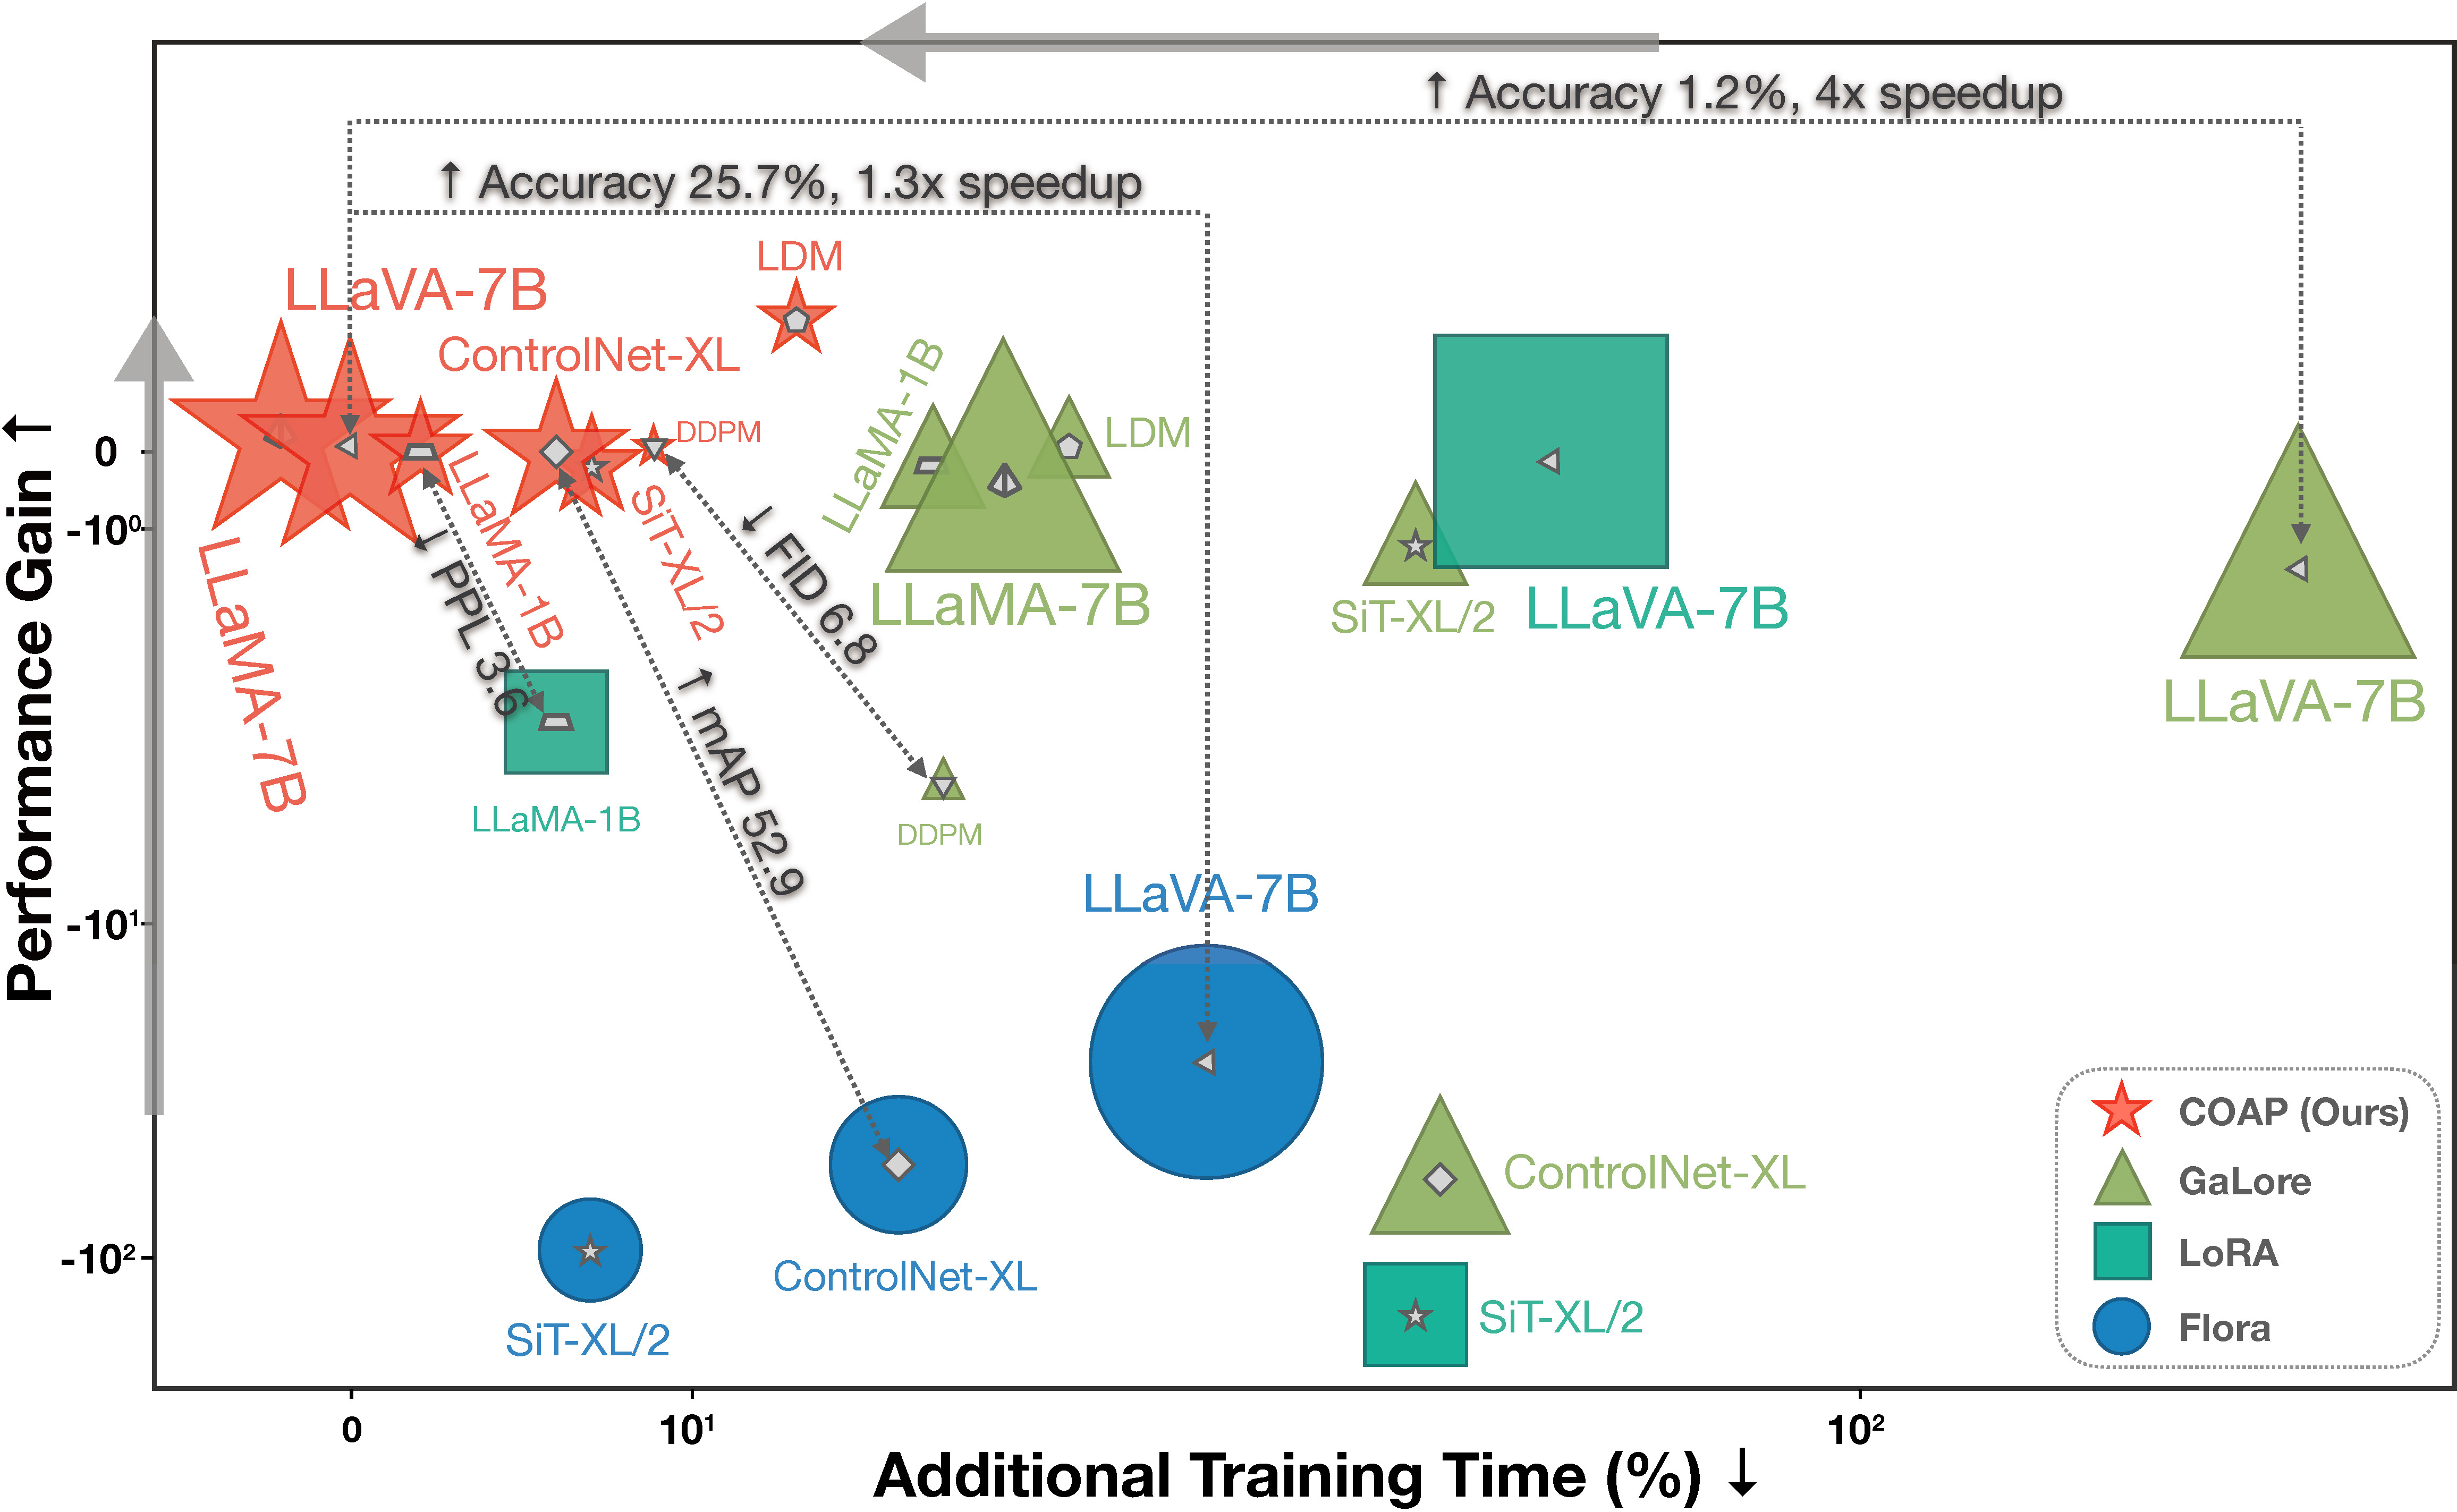 ↑ Accuracy 1.2%, 4x speedup
↑ Accuracy 25.7%, 1.3x speedup
LDM
LLaVA-7B
ControlNet-XL
DDPM
LLaMA-1B
LDM
LLaMA-1B
SiT-XL/2
LLaMA-7B
↓ PPL 3.6
↑ mAP 52.9
↓ FID 6.8
LLaMA-7B
SiT-XL/2
LLaVA-7B
LLaVA-7B
LLaMA-1B
DDPM
LLaVA-7B
ControlNet-XL
ControlNet-XL
SiT-XL/2
SiT-XL/2
Performance Gain ↑
0
-10⁰
-10¹
-10²
0
10¹
10²
Additional Training Time (%) ↓
COAP (Ours)
GaLore
LoRA
Flora